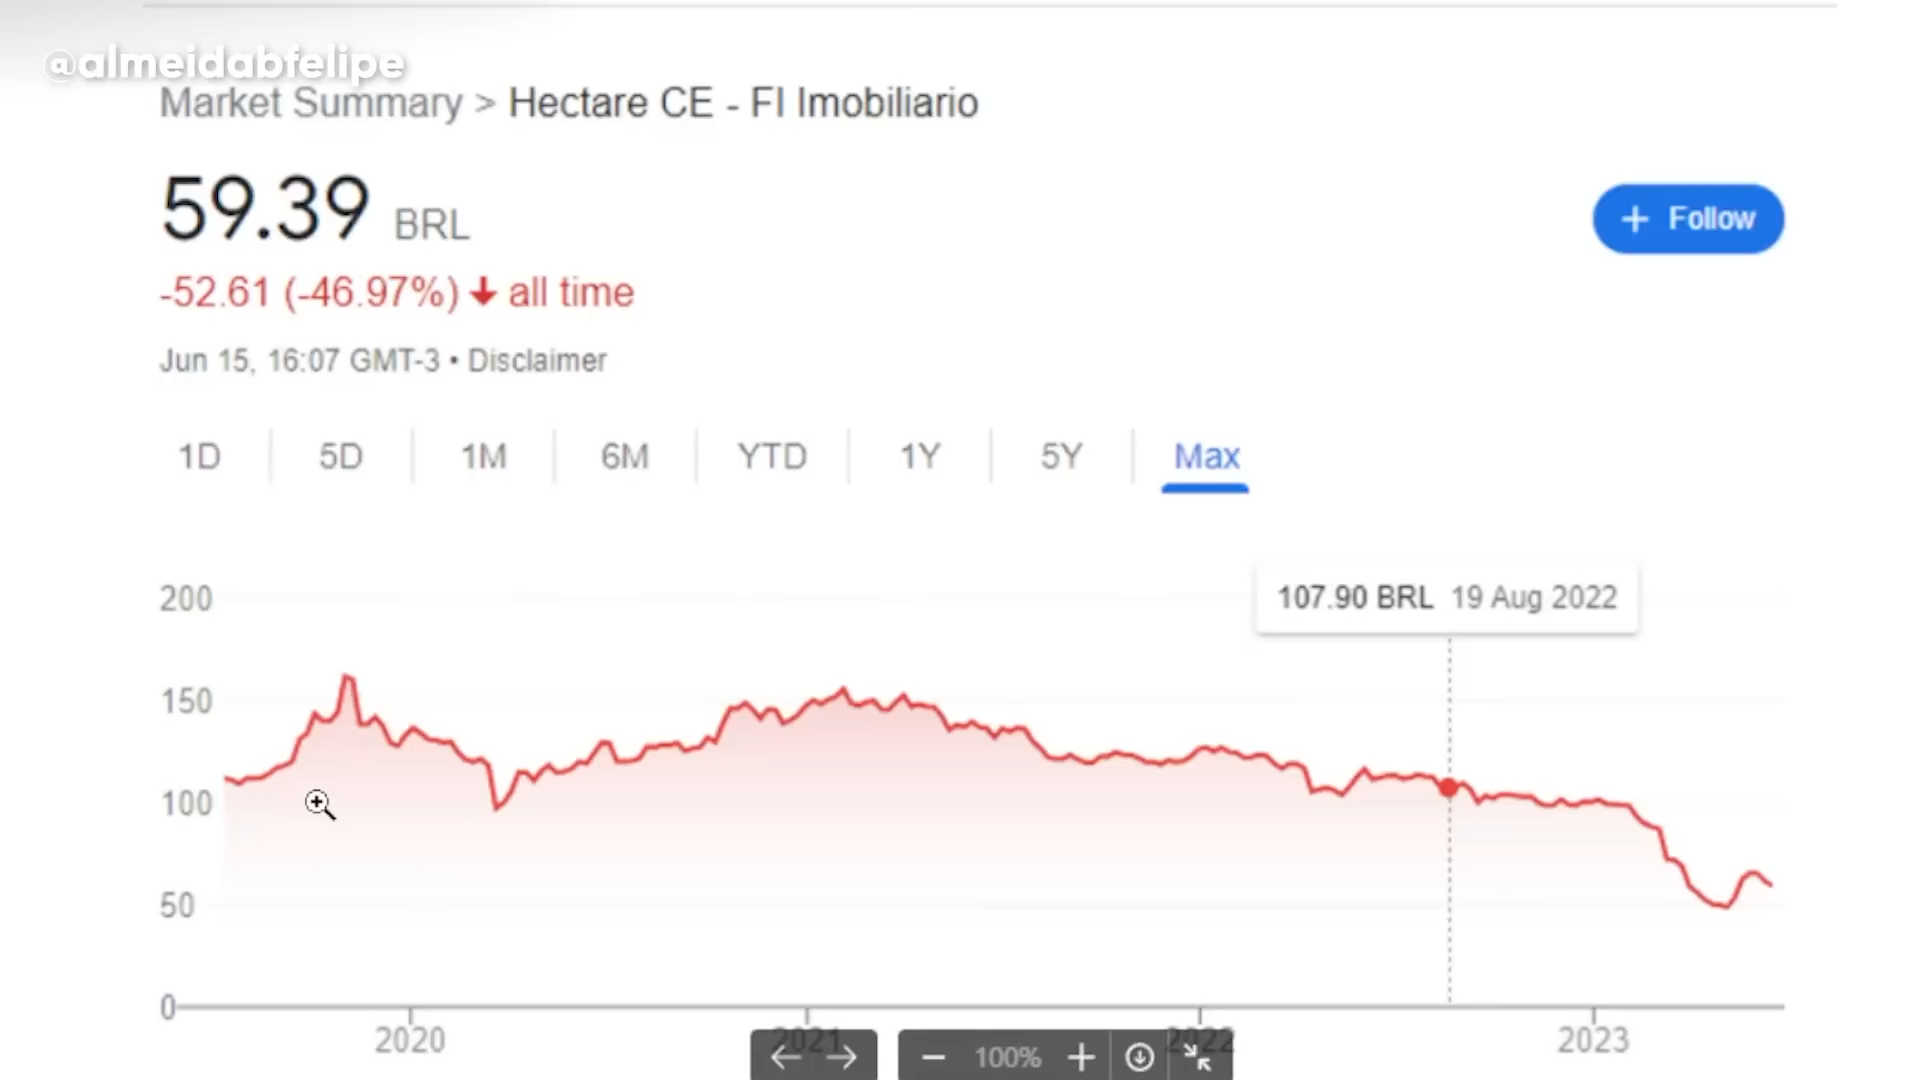 @almeidabfelipe
Market Summary > Hectare CE - FI Imobiliario
59.39 BRL
+ Follow
-52.61 (-46.97%) ↓ all time
Jun 15, 16:07 GMT-3 • Disclaimer
1D 5D 1M 6M YTD 1Y 5Y Max
107.90 BRL 19 Aug 2022
200
150
100
50
0
2020 2021 2022 2023
← → − 100% +